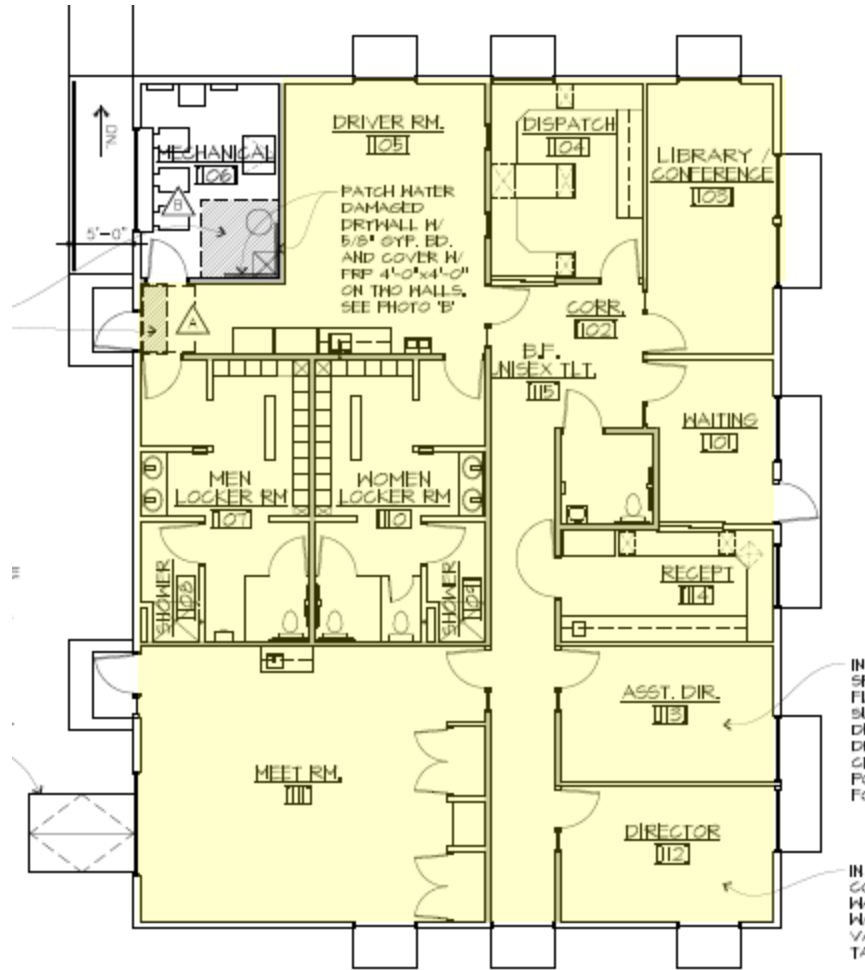 DRIVER RM.
105
DISPATCH
104
LIBRARY /
CONFERENCE
103
MECHANICAL
106
DN.
5'-0"
B
PATCH WATER
DAMAGED
DRYWALL W/
5/8" GYP. BD.
AND COVER W/
FRP 4'-0"x4'-0"
ON TWO WALLS.
SEE PHOTO 'B'
A
CORR.
102
B.F.
UNISEX TLT.
115
WAITING
101
MEN
LOCKER RM
107
WOMEN
LOCKER RM
110
SHOWER
108
SHOWER
109
RECEPT
114
ASST. DIR.
113
MEET RM.
111
DIRECTOR
112
IN